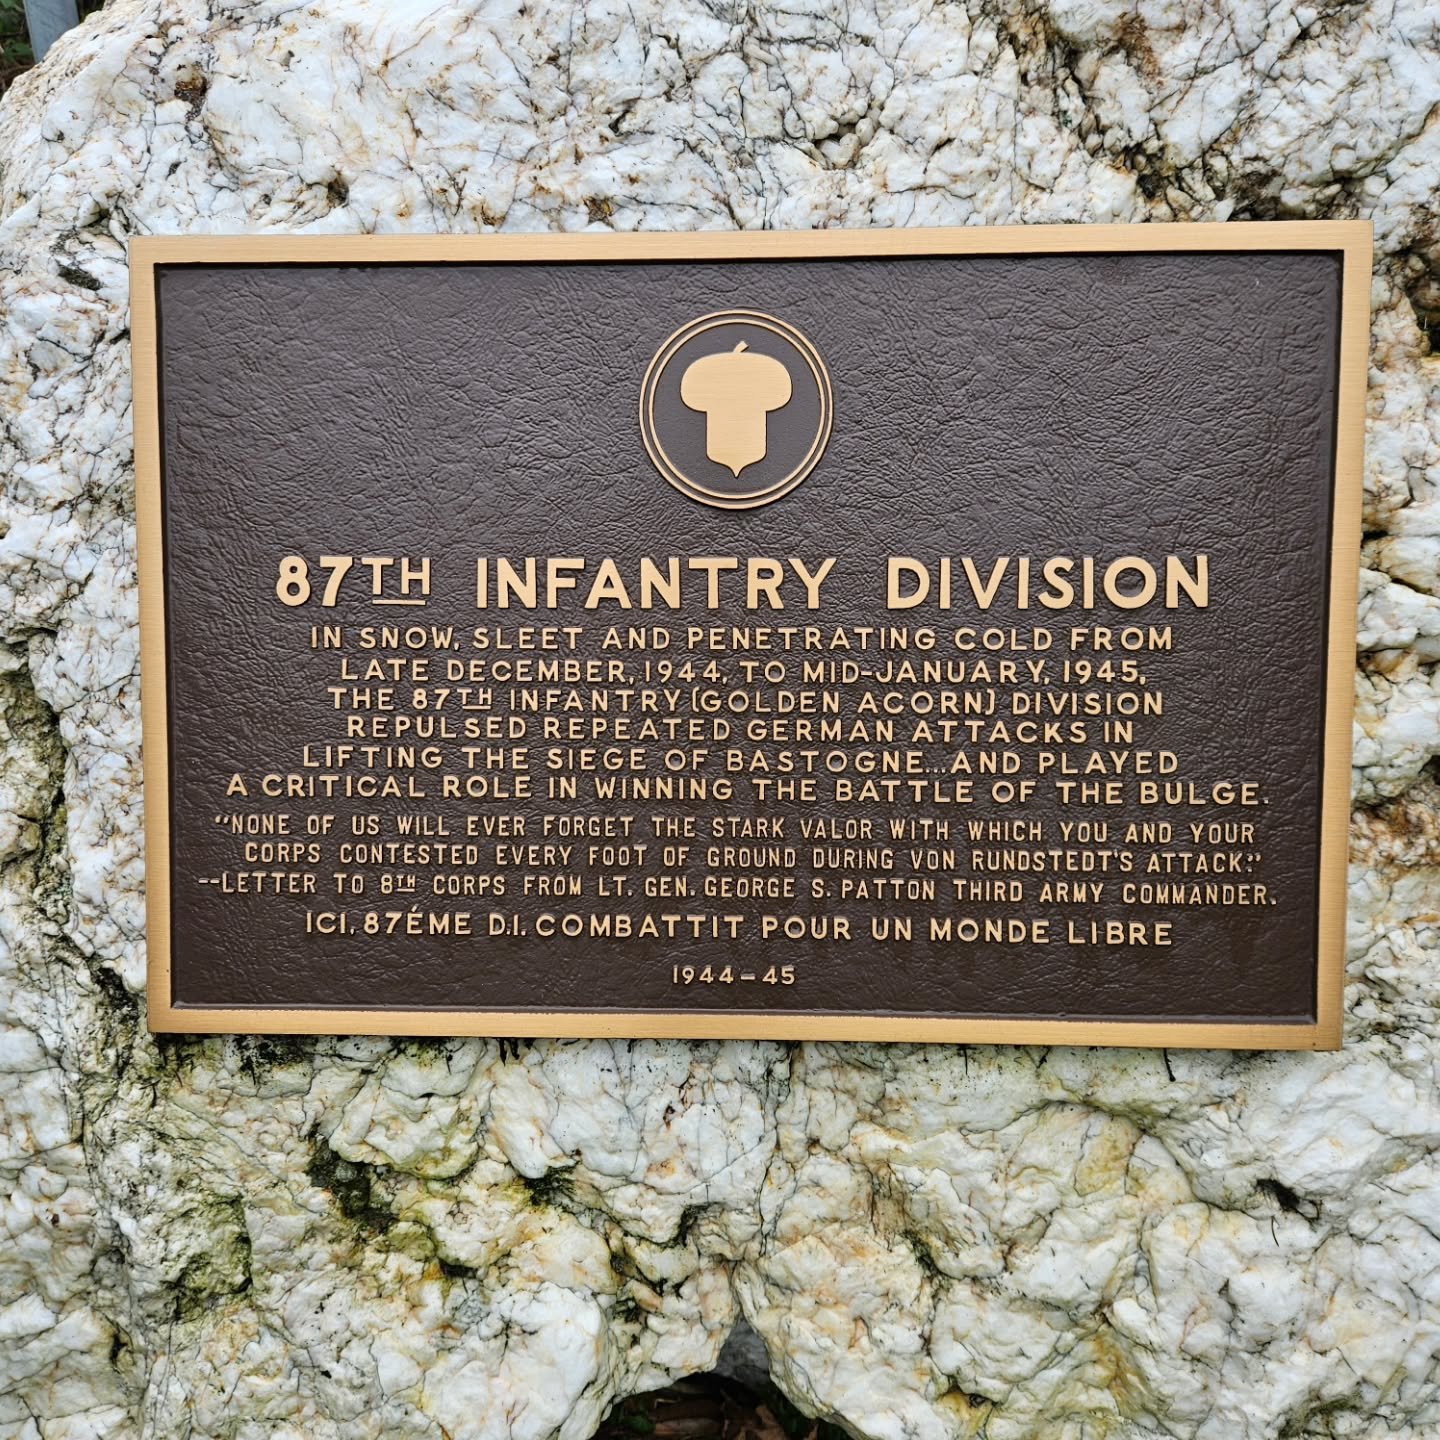 87TH INFANTRY DIVISION
IN SNOW, SLEET AND PENETRATING COLD FROM
LATE DECEMBER, 1944, TO MID-JANUARY, 1945,
THE 87TH INFANTRY (GOLDEN ACORN) DIVISION
REPULSED REPEATED GERMAN ATTACKS IN
LIFTING THE SIEGE OF BASTOGNE...AND PLAYED
A CRITICAL ROLE IN WINNING THE BATTLE OF THE BULGE.
"NONE OF US WILL EVER FORGET THE STARK VALOR WITH WHICH YOU AND YOUR
CORPS CONTESTED EVERY FOOT OF GROUND DURING VON RUNDSTEDT'S ATTACK."
--LETTER TO 8TH CORPS FROM LT. GEN. GEORGE S. PATTON THIRD ARMY COMMANDER.
ICI, 87ÉME D.I. COMBATTIT POUR UN MONDE LIBRE
1944-45